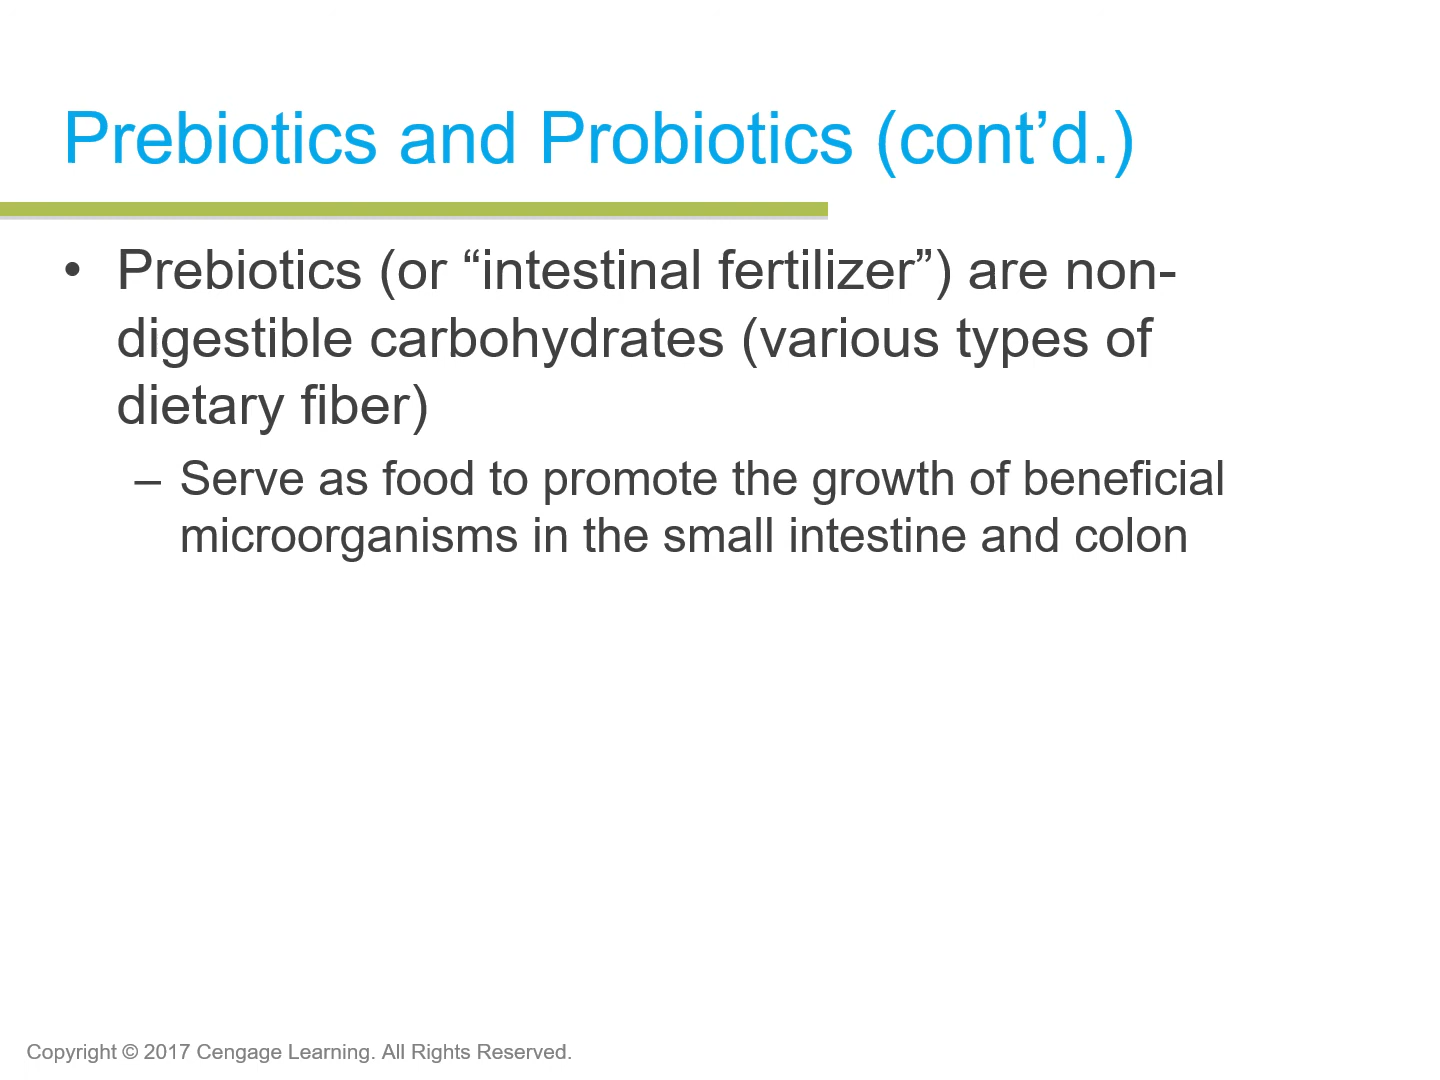 Prebiotics and Probiotics (cont’d.)
• Prebiotics (or “intestinal fertilizer”) are non-
digestible carbohydrates (various types of
dietary fiber)
– Serve as food to promote the growth of beneficial
microorganisms in the small intestine and colon
Copyright © 2017 Cengage Learning. All Rights Reserved.